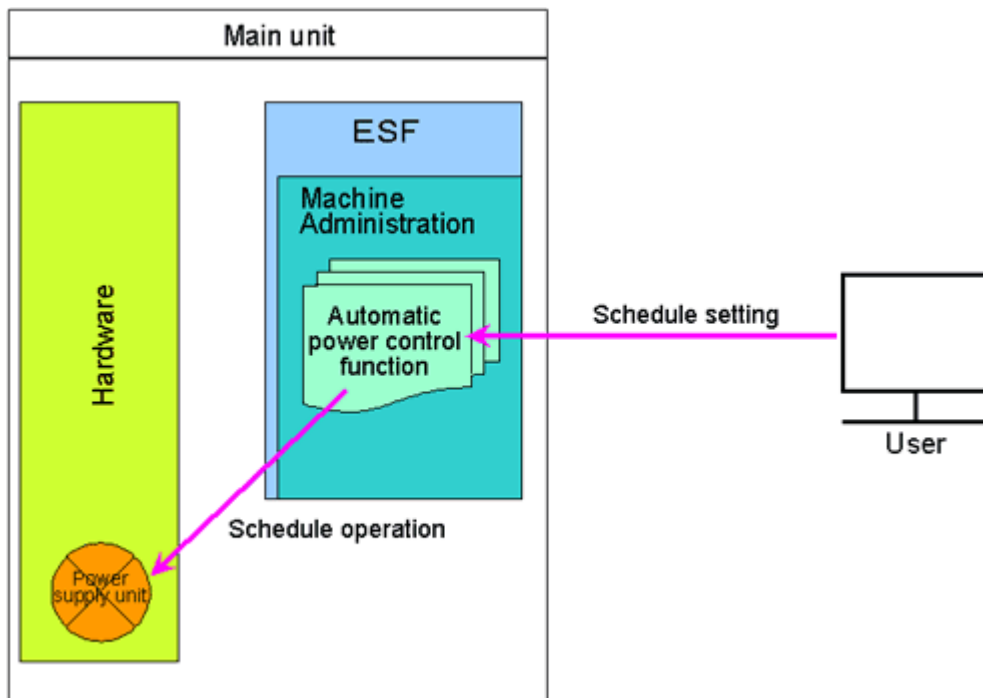 Main unit
ESF
Machine
Administration
Hardware
Automatic
power control
function
Schedule setting
User
Schedule operation
Power
supply unit